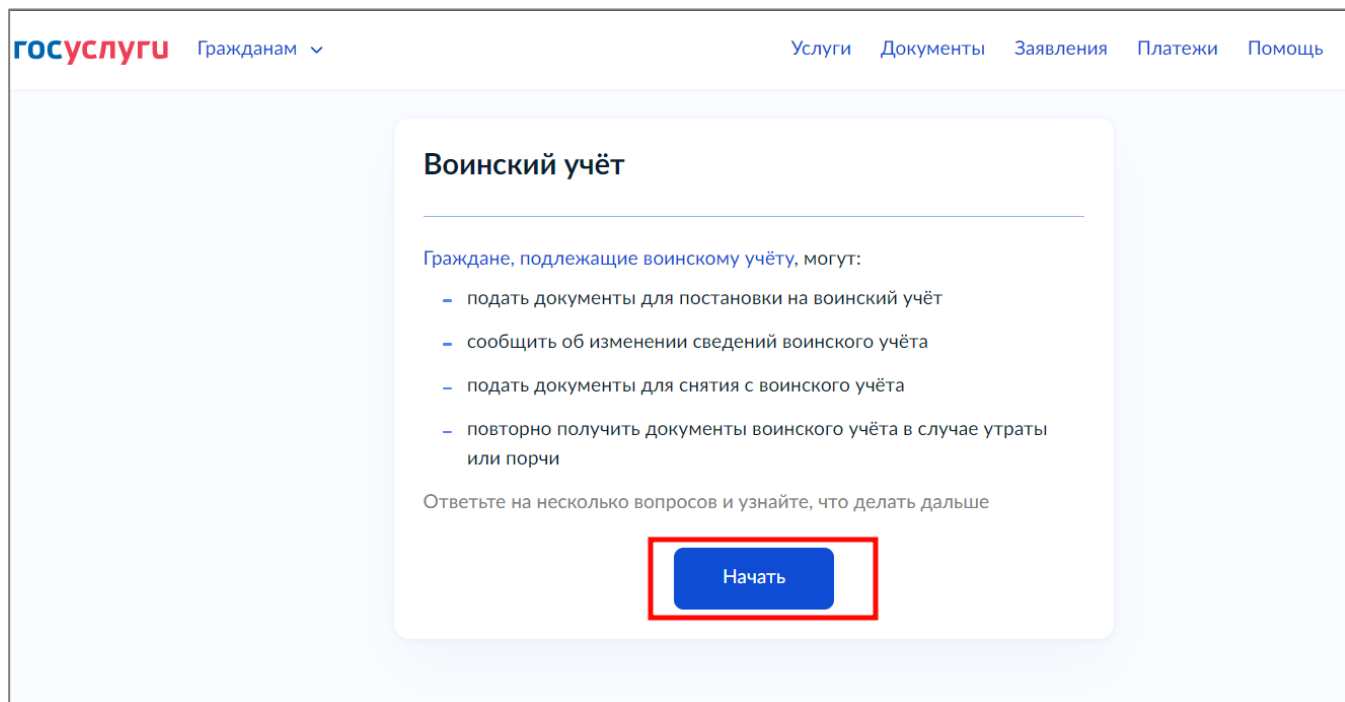 госуслуги Гражданам Услуги Документы Заявления Платежи Помощь
Воинский учёт
Граждане, подлежащие воинскому учёту, могут:
– подать документы для постановки на воинский учёт
– сообщить об изменении сведений воинского учёта
– подать документы для снятия с воинского учёта
– повторно получить документы воинского учёта в случае утраты
или порчи
Ответьте на несколько вопросов и узнайте, что делать дальше
Начать